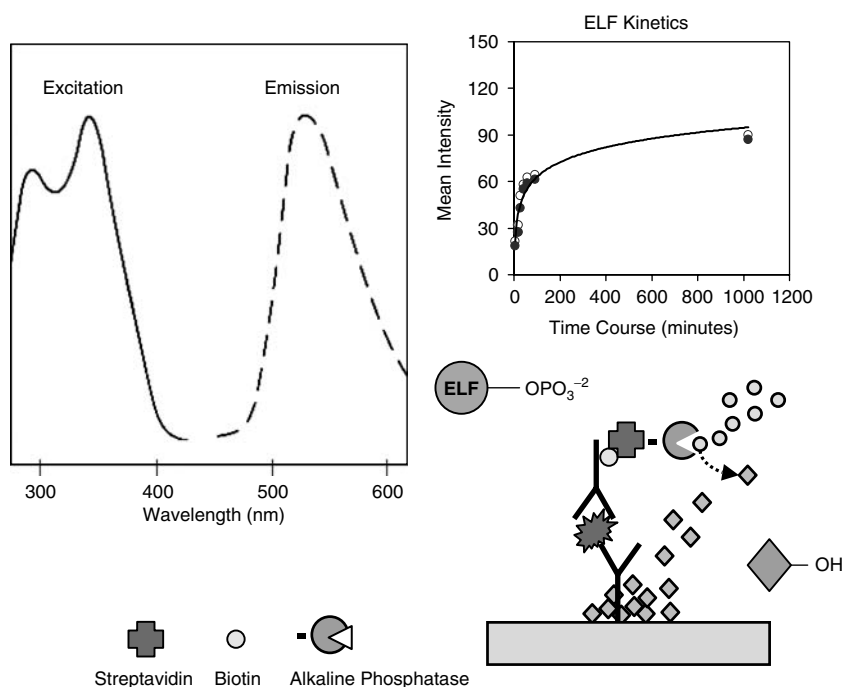 Excitation
Emission
300
400
500
600
Wavelength (nm)
ELF Kinetics
150
120
90
60
30
0
Mean Intensity
0
200
400
600
800
1000
1200
Time Course (minutes)
ELF
OPO₃⁻²
OH
Streptavidin
Biotin
Alkaline Phosphatase